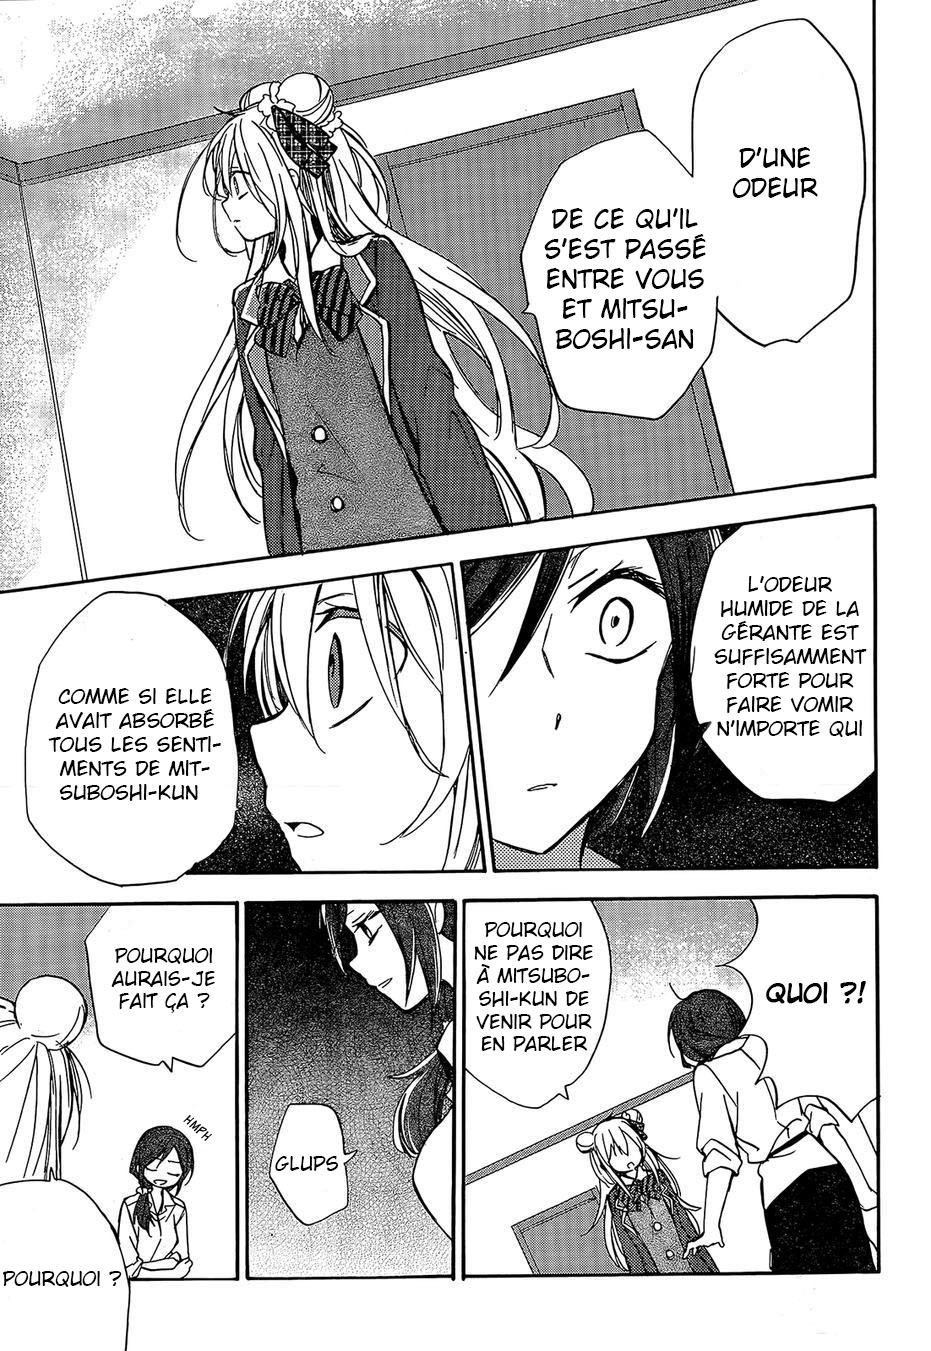 D'UNE
ODEUR
DE CE QU'IL
S'EST PASSÉ
ENTRE VOUS
ET MITSU-
BOSHI-SAN
L'ODEUR
HUMIDE DE LA
GÉRANTE EST
SUFFISAMMENT
FORTE POUR
FAIRE VOMIR
N'IMPORTE QUI
COMME SI ELLE
AVAIT ABSORBÉ
TOUS LES SENTI-
MENTS DE MIT-
SUBOSHI-KUN
QUOI ?!
POURQUOI
NE PAS DIRE
À MITSUBO-
SHI-KUN DE
VENIR POUR
EN PARLER
GLUPS
POURQUOI
AURAIS-JE
FAIT ÇA ?
HMPH
POURQUOI ?